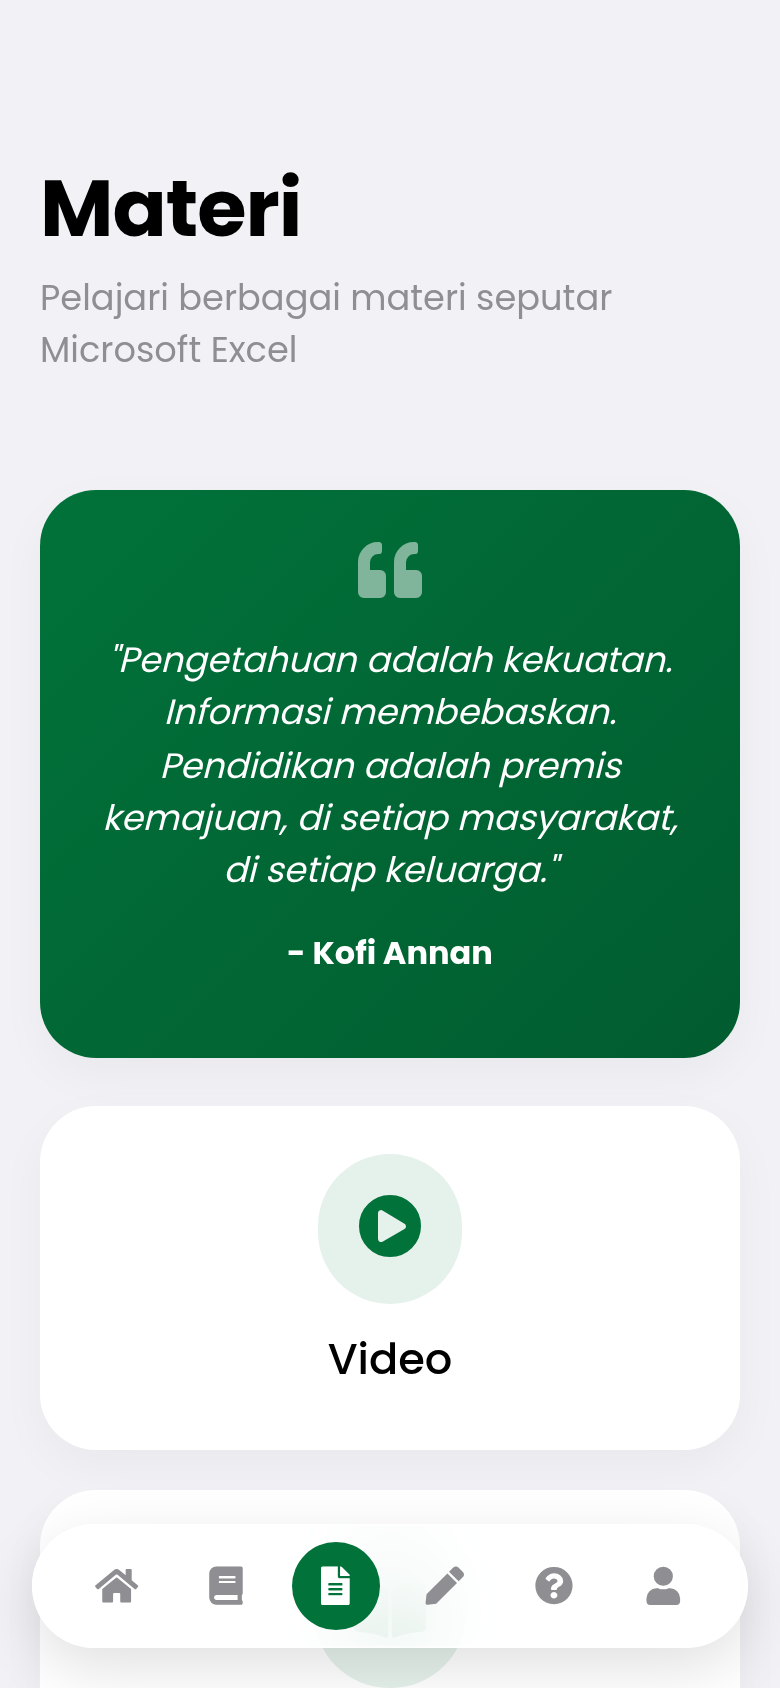 Materi
Pelajari berbagai materi seputar
Microsoft Excel
"Pengetahuan adalah kekuatan.
Informasi membebaskan.
Pendidikan adalah premis
kemajuan, di setiap masyarakat,
di setiap keluarga."
- Kofi Annan
Video